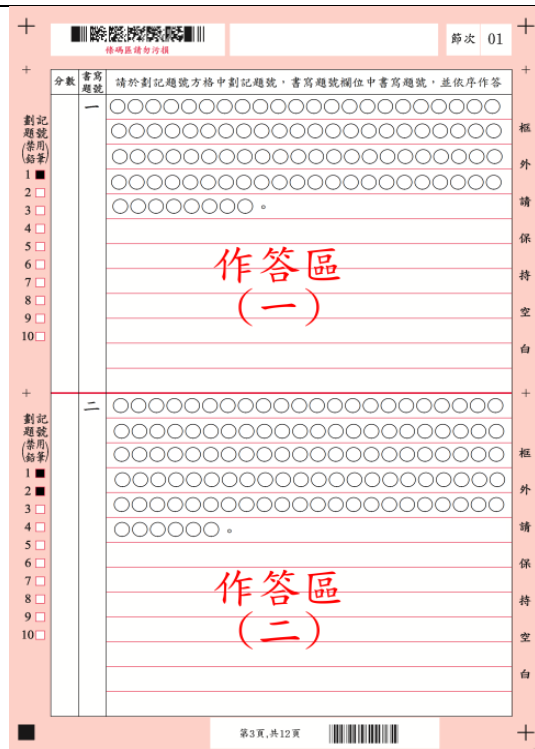 條碼區請勿污損
節次 01
分數 書寫題號 請於劃記題號方格中劃記題號，書寫題號欄位中書寫題號，並依序作答
劃記題號(禁用鉛筆)
1 ■
2 □
3 □
4 □
5 □
6 □
7 □
8 □
9 □
10 □
一 ○○○○○○○○○○○○○○○○○○○○○○
○○○○○○○○○○○○○○○○○○○○○○
○○○○○○○○○○○○○○○○○○○○○○
○○○○○○○○○○○○○○○○○○○○○○
○○○○○○○○。
作答區
(一)
框外請保持空白
劃記題號(禁用鉛筆)
1 ■
2 ■
3 □
4 □
5 □
6 □
7 □
8 □
9 □
10 □
二 ○○○○○○○○○○○○○○○○○○○○○○
○○○○○○○○○○○○○○○○○○○○○○
○○○○○○○○○○○○○○○○○○○○○○
○○○○○○○○○○○○○○○○○○○○○○
○○○○○○○○○○○○○○○○○○○○○○
○○○○○○。
作答區
(二)
框外請保持空白
第3頁,共12頁